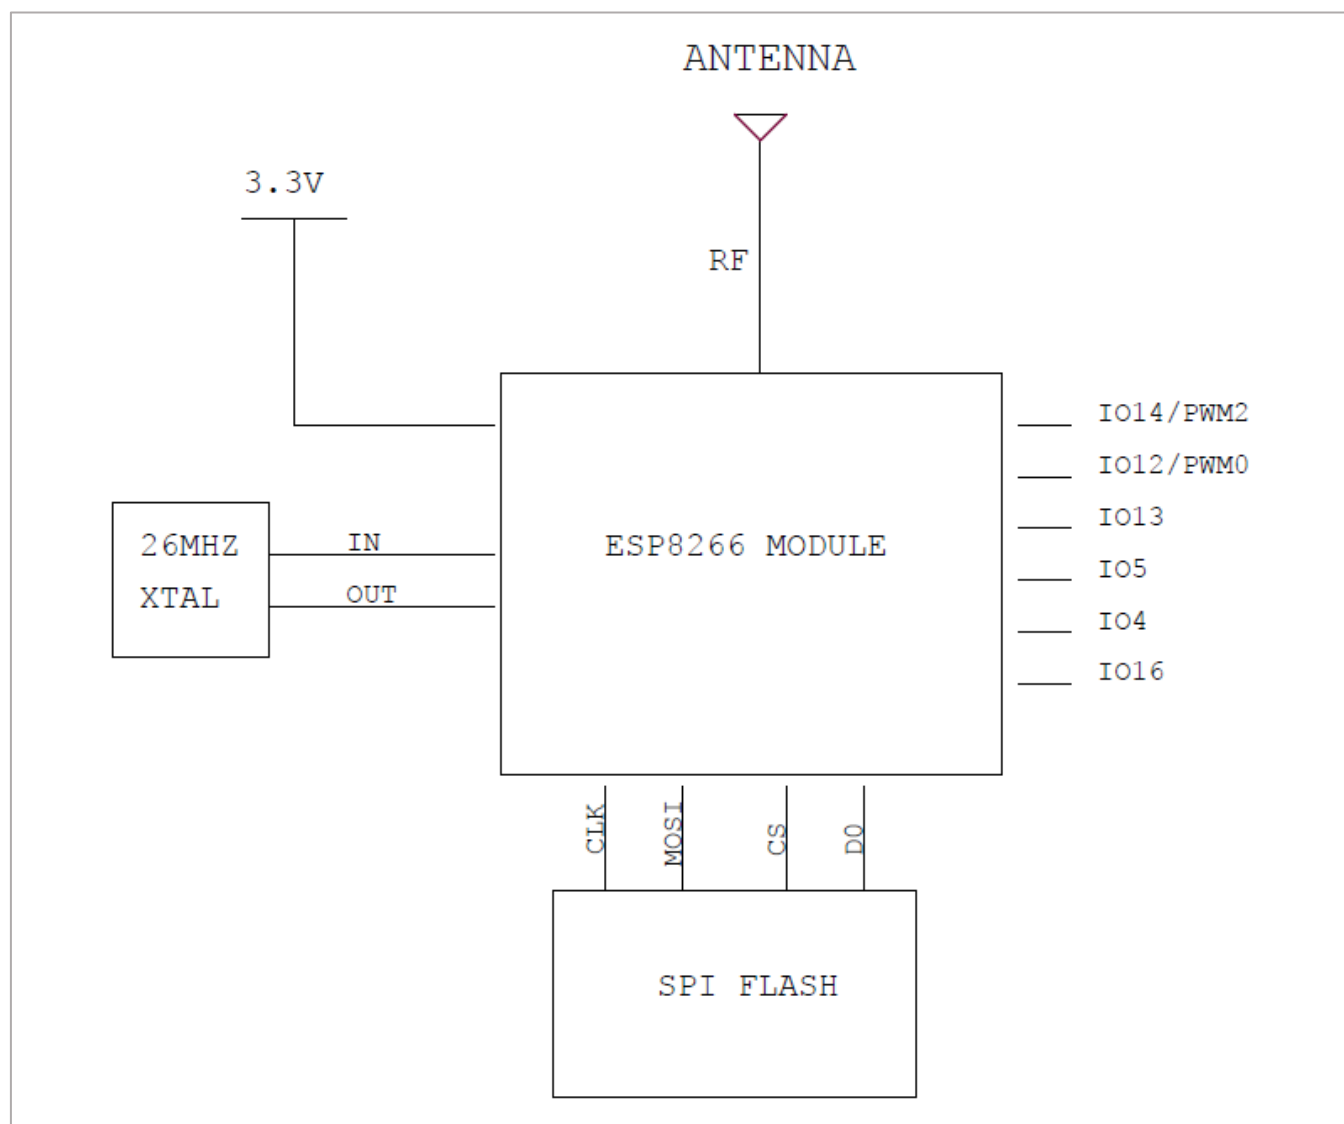 ANTENNA
3.3V
RF
IO14/PWM2
IO12/PWM0
IO13
IO5
IO4
IO16
26MHZ
XTAL
IN
OUT
ESP8266 MODULE
CLK
MOSI
CS
D0
SPI FLASH